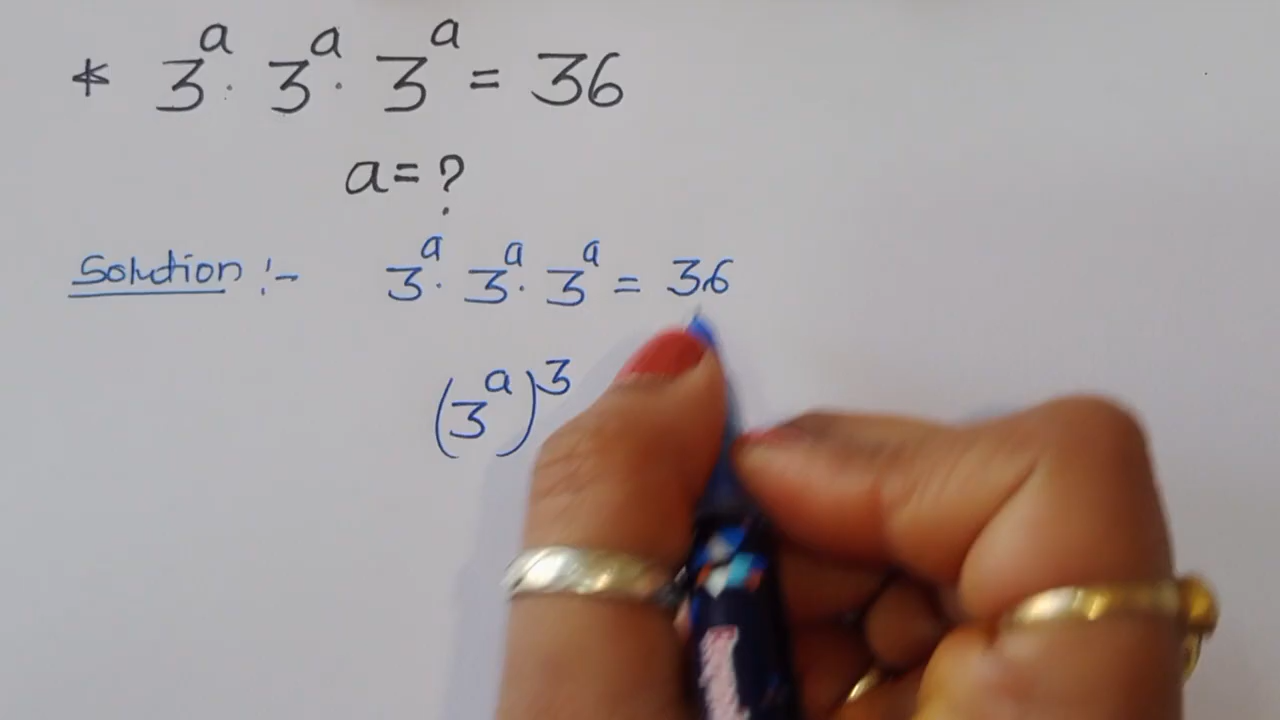 * 3^a . 3^a . 3^a = 36
a = ?
Solution :- 3^a . 3^a . 3^a = 36
(3^a)^3